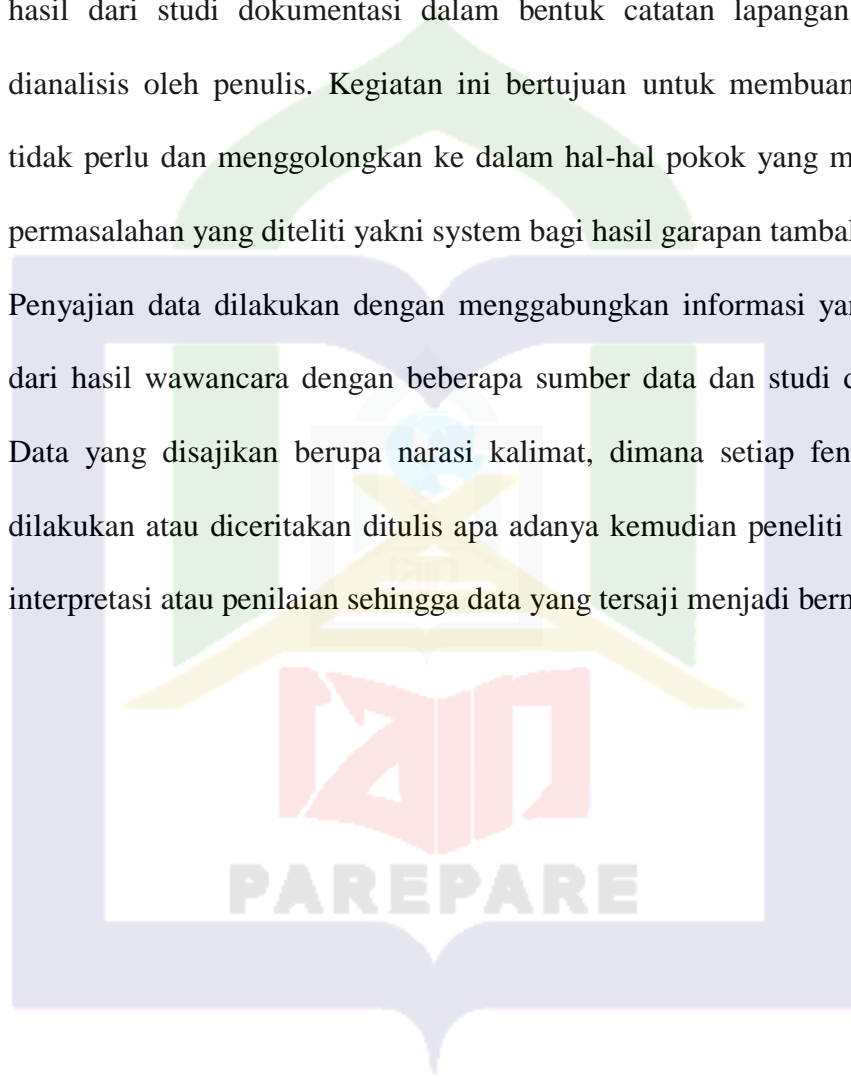 hasil dari studi dokumentasi dalam bentuk catatan lapangan
dianalisis oleh penulis. Kegiatan ini bertujuan untuk membuan
tidak perlu dan menggolongkan ke dalam hal-hal pokok yang m
permasalahan yang diteliti yakni system bagi hasil garapan tambak
Penyajian data dilakukan dengan menggabungkan informasi yan
dari hasil wawancara dengan beberapa sumber data dan studi d
Data yang disajikan berupa narasi kalimat, dimana setiap fen
dilakukan atau diceritakan ditulis apa adanya kemudian peneliti
interpretasi atau penilaian sehingga data yang tersaji menjadi berm
iain
PAREPARE